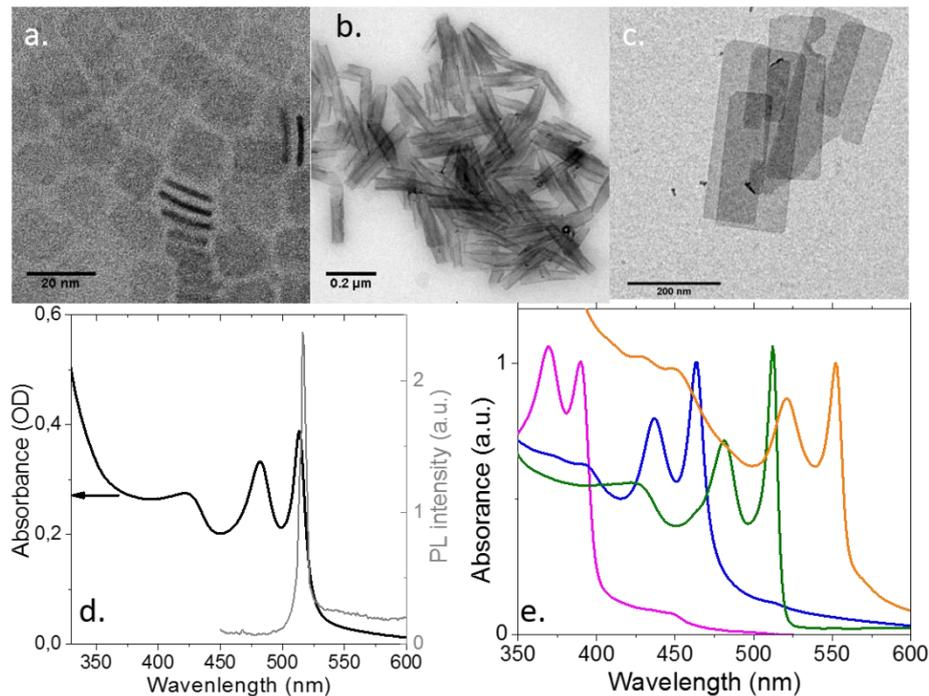 a.
b.
c.
20 nm
0.2 µm
200 nm
0,6
0,4
0,2
0,0
Absorbance (OD)
2
1
0
PL intensity (a.u.)
d.
350 400 450 500 550 600
Wavenlength (nm)
1
0
Absorance (a.u.)
e.
350 400 450 500 550 600
Wavelength (nm)